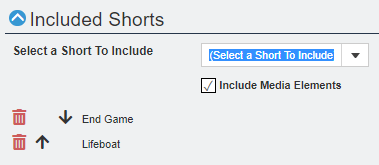 Included Shorts
Select a Short To Include
(Select a Short To Include
Include Media Elements
End Game
Lifeboat